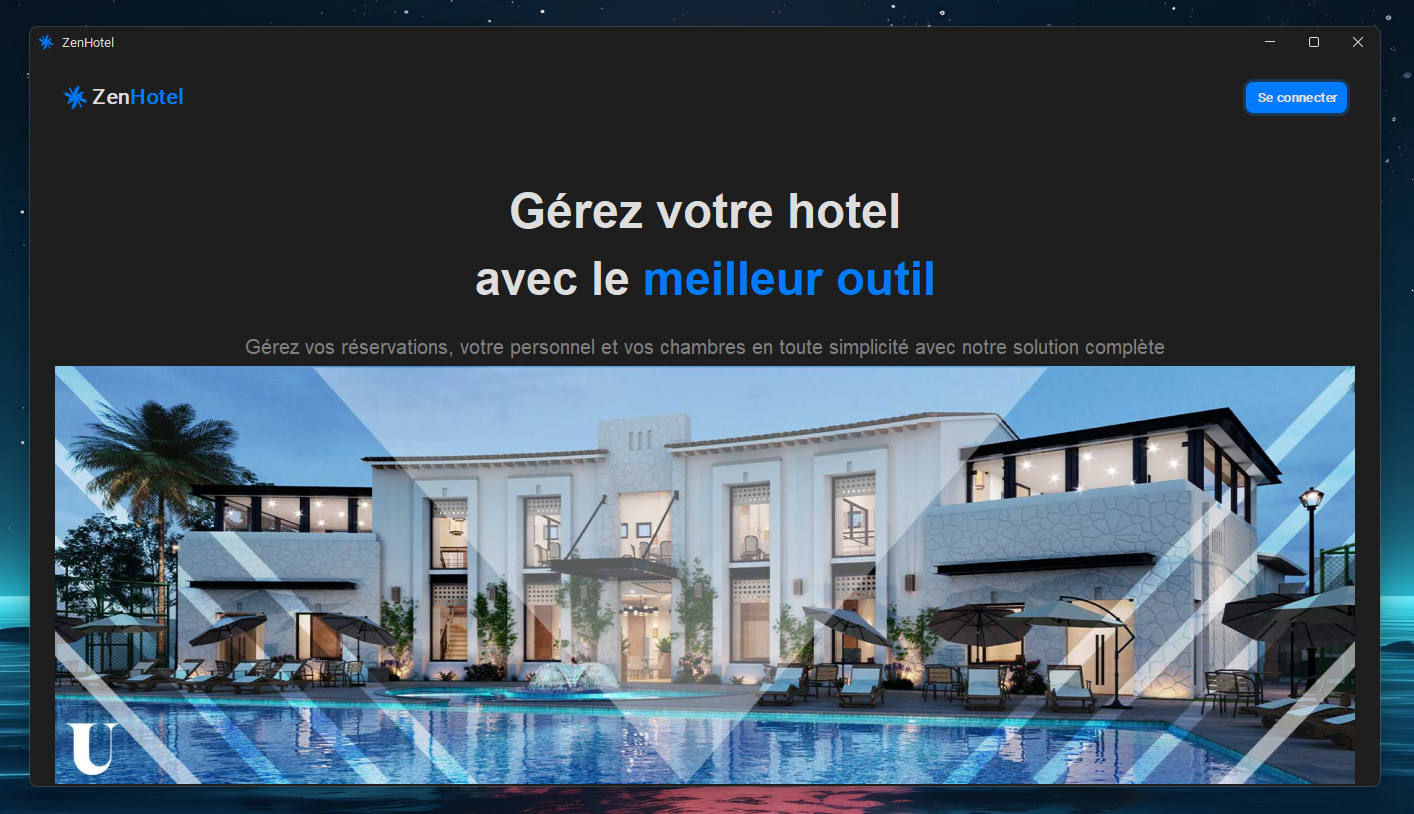 ZenHotel
ZenHotel
Se connecter
Gérez votre hotel
avec le meilleur outil
Gérez vos réservations, votre personnel et vos chambres en toute simplicité avec notre solution complète
U